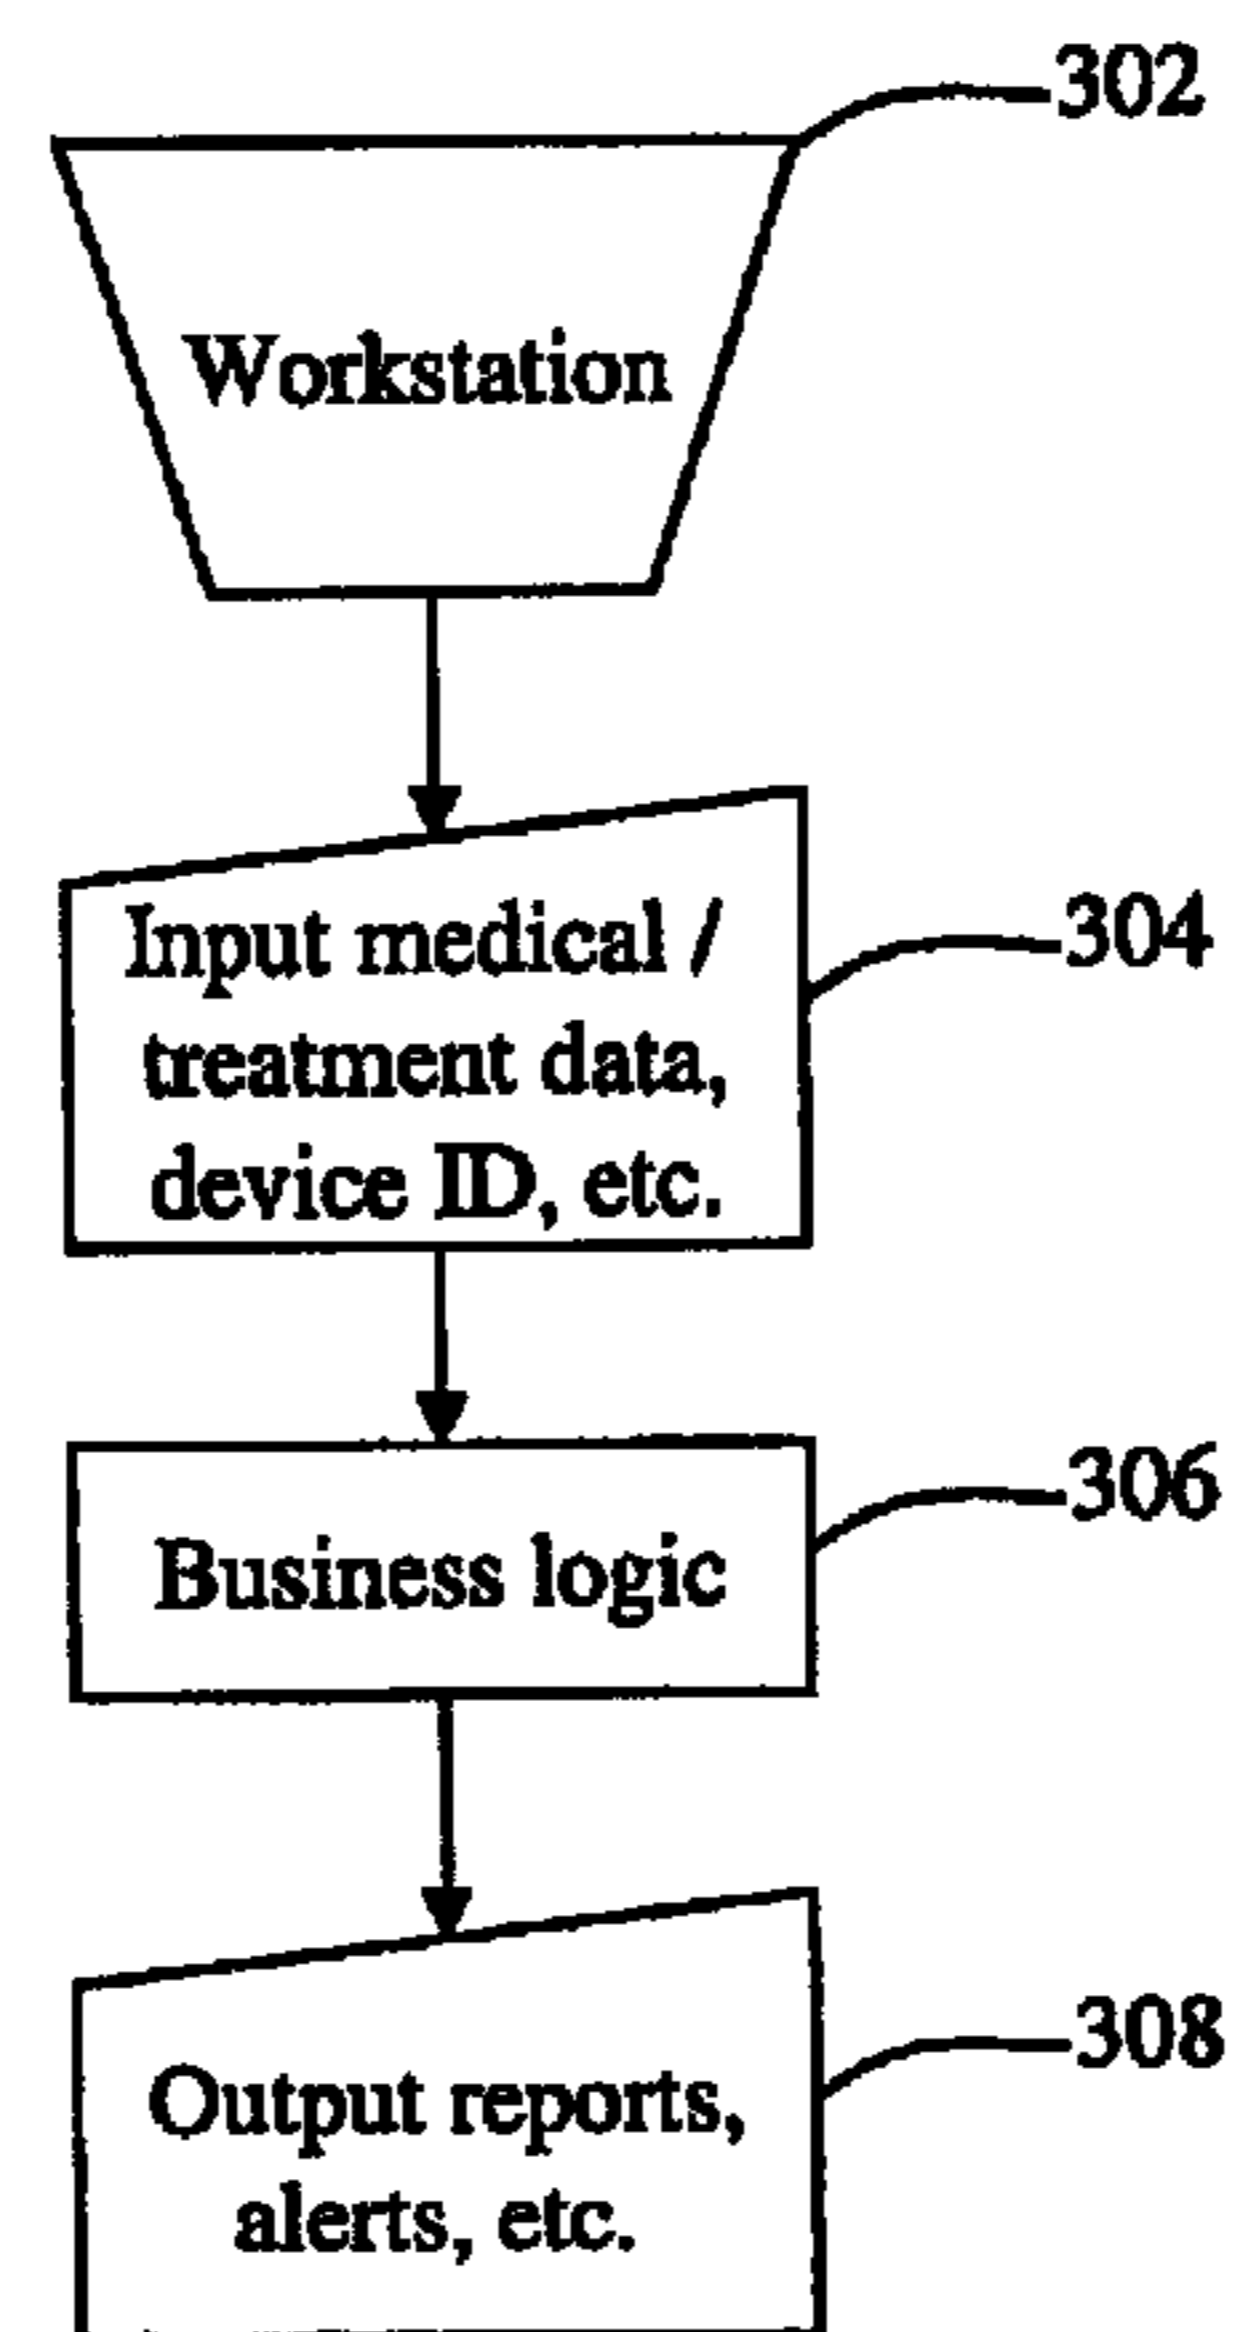 302
Workstation
Input medical /
304
treatment data,
device ID, etc.
306
Business logic
308
Output reports,
alerts, etc.